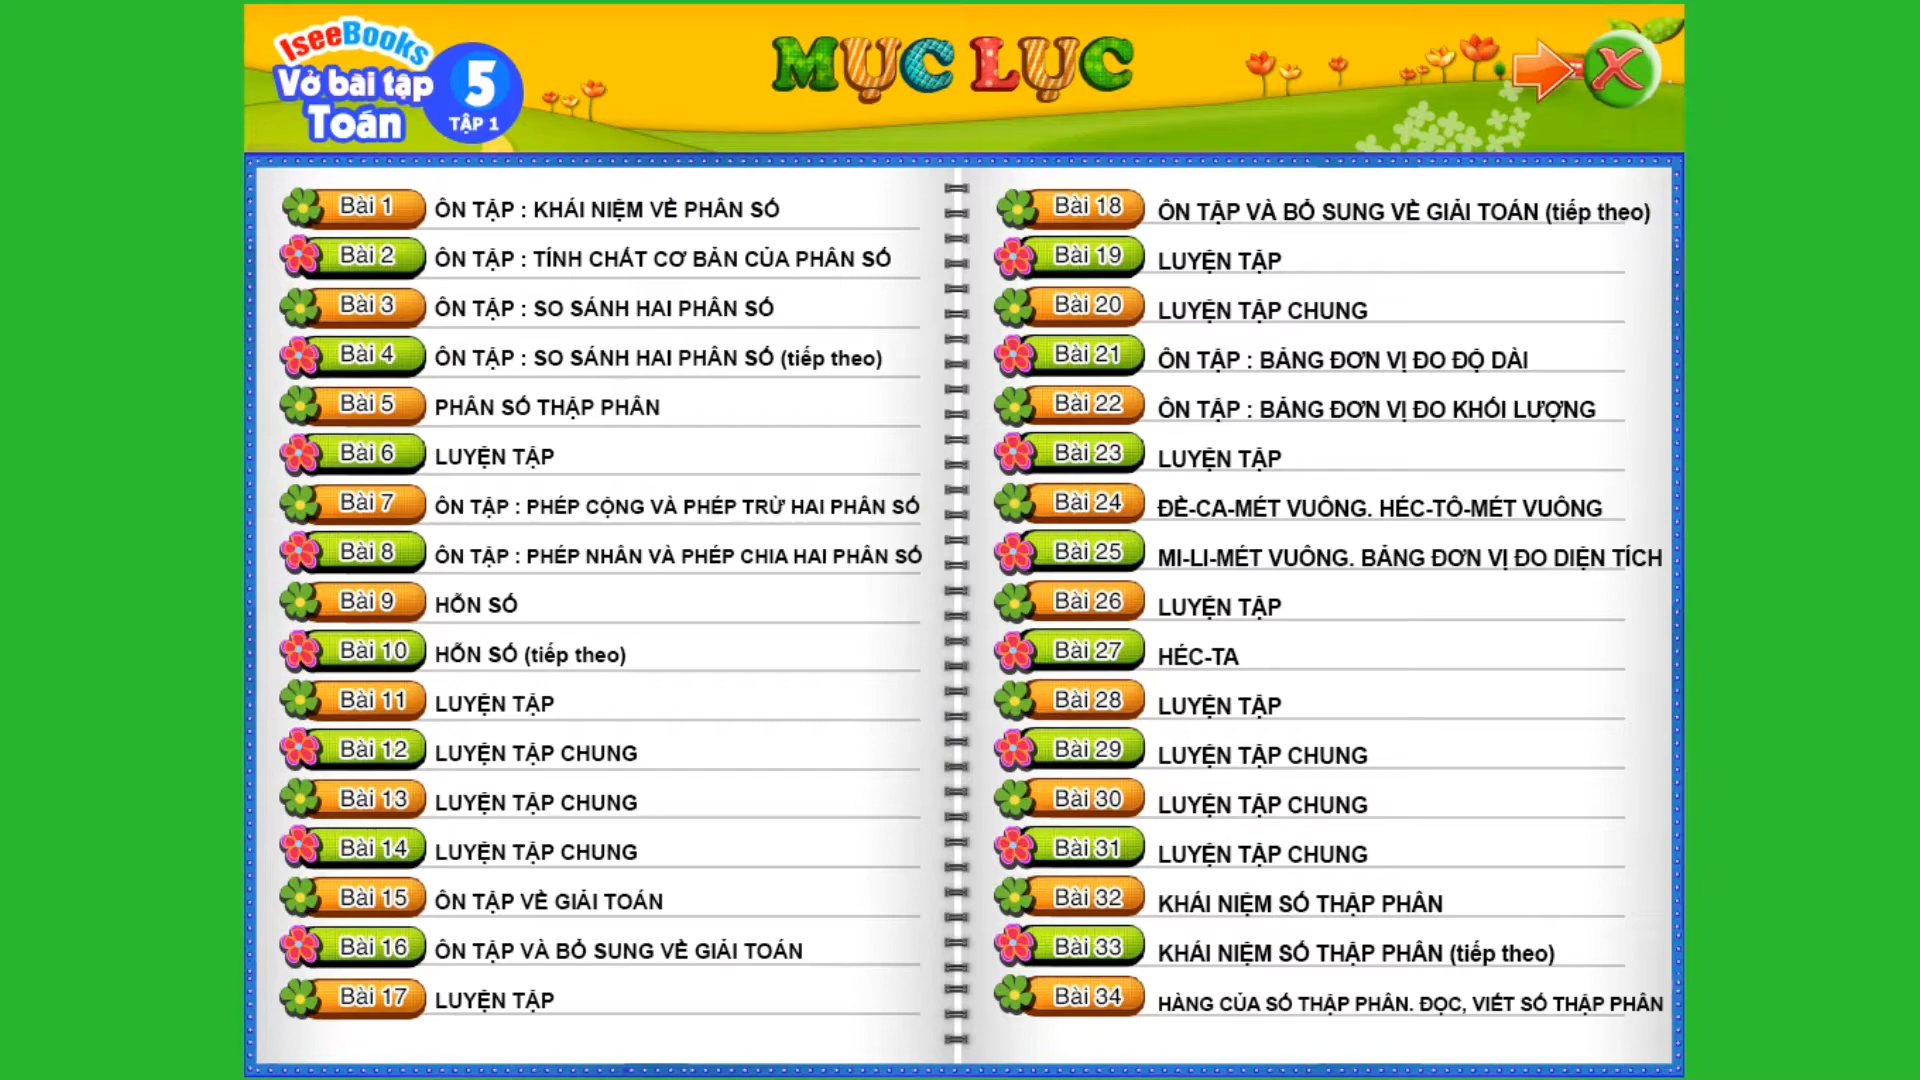 IseeBooks
Vở bài tập
Toán
5
TẬP 1
MỤC LỤC
Bài 1 ÔN TẬP : KHÁI NIỆM VỀ PHÂN SỐ
Bài 2 ÔN TẬP : TÍNH CHẤT CƠ BẢN CỦA PHÂN SỐ
Bài 3 ÔN TẬP : SO SÁNH HAI PHÂN SỐ
Bài 4 ÔN TẬP : SO SÁNH HAI PHÂN SỐ (tiếp theo)
Bài 5 PHÂN SỐ THẬP PHÂN
Bài 6 LUYỆN TẬP
Bài 7 ÔN TẬP : PHÉP CỘNG VÀ PHÉP TRỪ HAI PHÂN SỐ
Bài 8 ÔN TẬP : PHÉP NHÂN VÀ PHÉP CHIA HAI PHÂN SỐ
Bài 9 HỖN SỐ
Bài 10 HỖN SỐ (tiếp theo)
Bài 11 LUYỆN TẬP
Bài 12 LUYỆN TẬP CHUNG
Bài 13 LUYỆN TẬP CHUNG
Bài 14 LUYỆN TẬP CHUNG
Bài 15 ÔN TẬP VỀ GIẢI TOÁN
Bài 16 ÔN TẬP VÀ BỔ SUNG VỀ GIẢI TOÁN
Bài 17 LUYỆN TẬP
Bài 18 ÔN TẬP VÀ BỔ SUNG VỀ GIẢI TOÁN (tiếp theo)
Bài 19 LUYỆN TẬP
Bài 20 LUYỆN TẬP CHUNG
Bài 21 ÔN TẬP : BẢNG ĐƠN VỊ ĐO ĐỘ DÀI
Bài 22 ÔN TẬP : BẢNG ĐƠN VỊ ĐO KHỐI LƯỢNG
Bài 23 LUYỆN TẬP
Bài 24 ĐỀ-CA-MÉT VUÔNG. HÉC-TÔ-MÉT VUÔNG
Bài 25 MI-LI-MÉT VUÔNG. BẢNG ĐƠN VỊ ĐO DIỆN TÍCH
Bài 26 LUYỆN TẬP
Bài 27 HÉC-TA
Bài 28 LUYỆN TẬP
Bài 29 LUYỆN TẬP CHUNG
Bài 30 LUYỆN TẬP CHUNG
Bài 31 LUYỆN TẬP CHUNG
Bài 32 KHÁI NIỆM SỐ THẬP PHÂN
Bài 33 KHÁI NIỆM SỐ THẬP PHÂN (tiếp theo)
Bài 34 HÀNG CỦA SỐ THẬP PHÂN. ĐỌC, VIẾT SỐ THẬP PHÂN